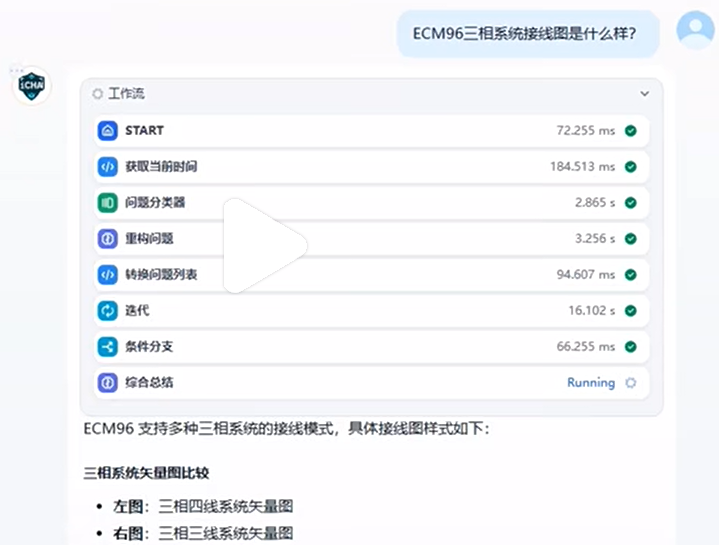 ECM96三相系统接线图是什么样?
iCHAI
工作流
START 72.255 ms
获取当前时间 184.513 ms
问题分类器 2.865 s
重构问题 3.256 s
转换问题列表 94.607 ms
迭代 16.102 s
条件分支 66.255 ms
综合总结 Running
ECM96 支持多种三相系统的接线模式，具体接线图样式如下：
三相系统矢量图比较
• 左图：三相四线系统矢量图
• 右图：三相三线系统矢量图